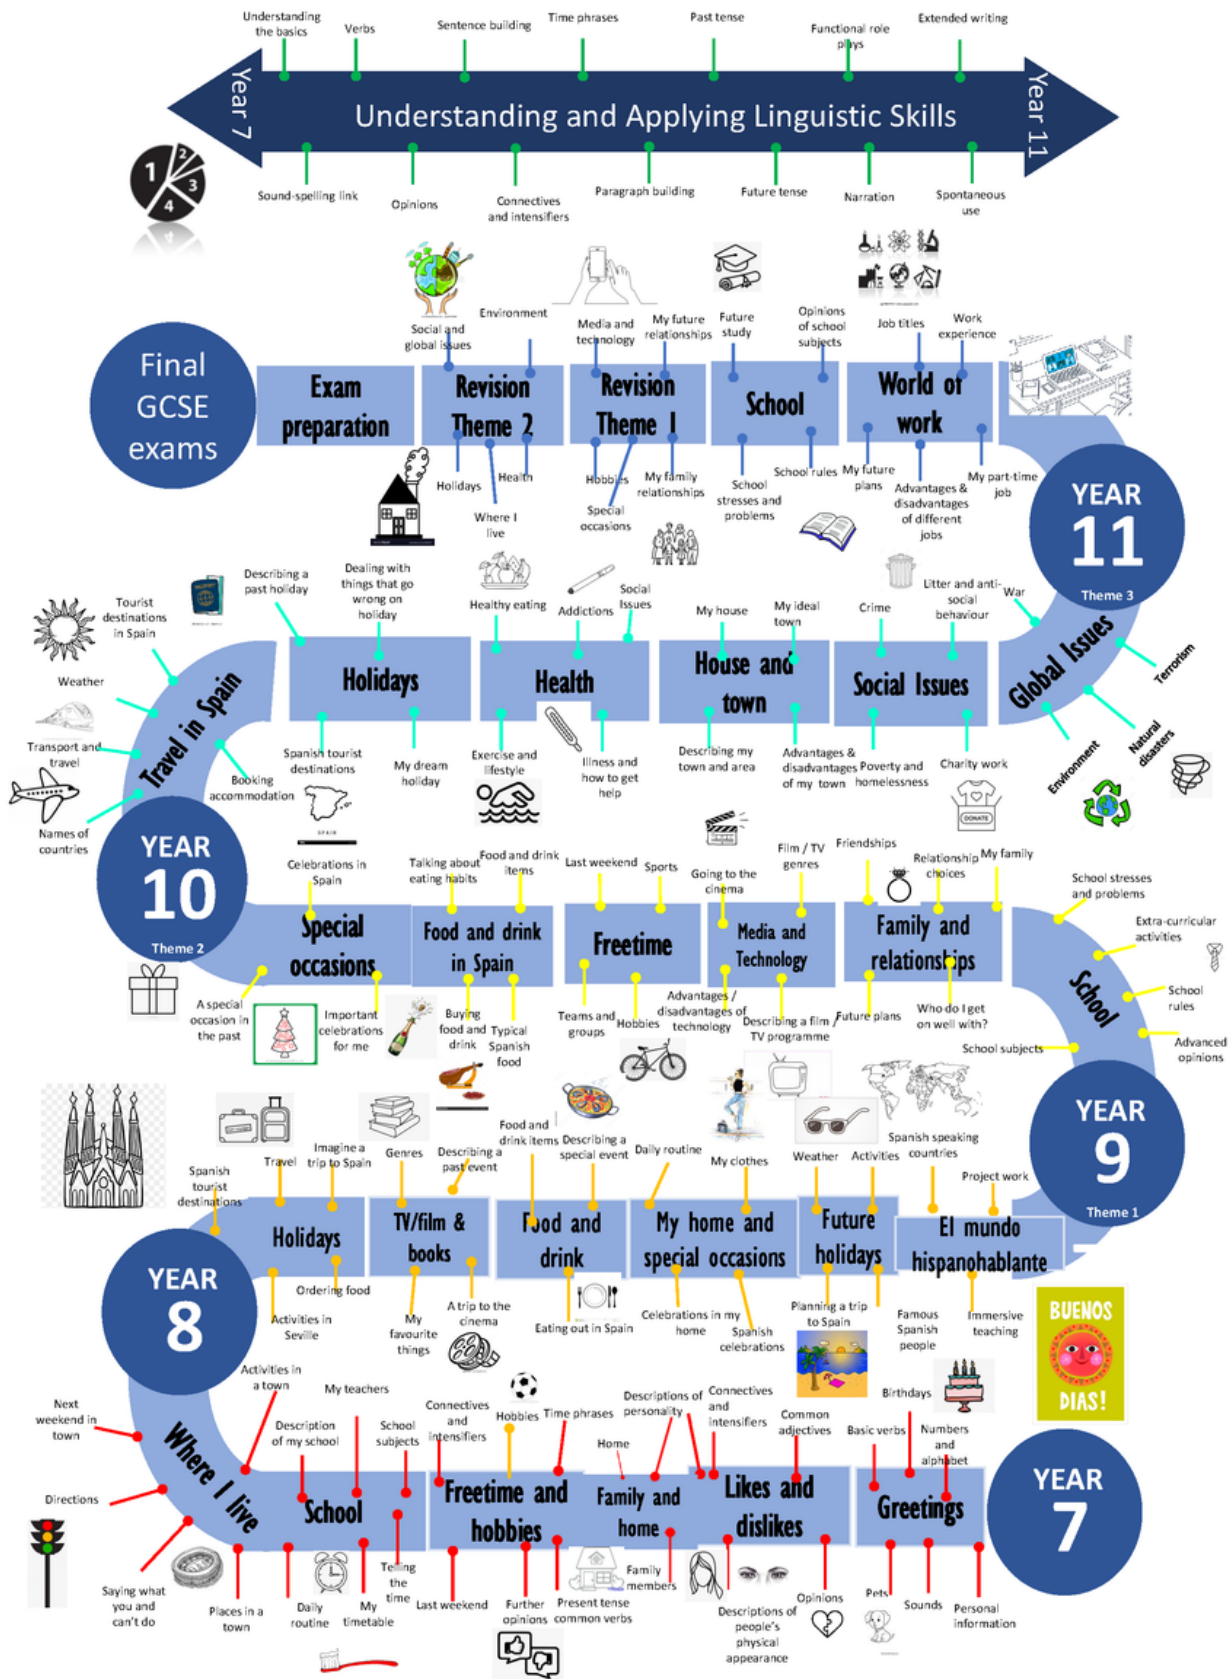 Understanding
the basics
Verbs
Sentence building
Time phrases
Past tense
Functional role
plays
Extended writing
Year 7
Understanding and Applying Linguistic Skills
Year 11
1
2
3
4
Sound-spelling link
Opinions
Connectives
and intensifiers
Paragraph building
Future tense
Narration
Spontaneous
use
Social and
global issues
Environment
Media and
technology
My future
relationships
Future
study
Opinions
of school
subjects
Job titles
Work
experience
Final
GCSE
exams
Exam
preparation
Revision
Theme 2
Revision
Theme 1
School
World of
work
Holidays
Health
Where I
live
Hobbies
Special
occasions
My family
relationships
School
stresses and
problems
School rules
My future
plans
Advantages &
disadvantages
of different
jobs
My part-time
job
YEAR
11
Theme 3
Describing a
past holiday
Dealing with
things that go
wrong on
holiday
Healthy eating
Addictions
Social
Issues
My house
My ideal
town
Crime
Litter and anti-
social
behaviour
War
Terrorism
Natural
disasters
Environment
Global Issues
Social Issues
House and
town
Health
Holidays
Travel in Spain
Tourist
destinations
in Spain
Weather
Transport and
travel
Names of
countries
Booking
accommodation
Spanish tourist
destinations
SPAIN
My dream
holiday
Exercise and
lifestyle
Illness and
how to get
help
Describing my
town and area
Advantages &
disadvantages
of my town
Poverty and
homelessness
Charity work
DONATE
YEAR
10
Theme 2
Celebrations in
Spain
Talking about
eating habits
Food and drink
items
Last weekend
Sports
Going to the
cinema
Film / TV
genres
Friendships
Relationship
choices
My family
School stresses
and problems
Extra-curricular
activities
School
rules
Advanced
opinions
School subjects
School
Special
occasions
Food and drink
in Spain
Freetime
Media and
Technology
Family and
relationships
A special
occasion in
the past
Important
celebrations
for me
Buying
food and
drink
Typical
Spanish
food
Teams and
groups
Hobbies
Advantages /
disadvantages of
technology
Describing a film /
TV programme
Future plans
Who do I get
on well with?
YEAR
9
Theme 1
Spanish
tourist
destinations
Travel
Imagine a
trip to Spain
Genres
Describing a
past event
Food and
drink items
Describing a
special event
Daily routine
My clothes
Weather
Activities
Spanish speaking
countries
Project work
Holidays
TV/film &
books
Food and
drink
My home and
special occasions
Future
holidays
El mundo
hispanohablante
YEAR
8
Activities in
Seville
Ordering food
My
favourite
things
A trip to the
cinema
Eating out in Spain
Celebrations in my
home
Spanish
celebrations
Planning a trip
to Spain
Famous
Spanish
people
Immersive
teaching
BUENOS
DIAS!
Next
weekend in
town
Activities in
a town
Description
of my school
My teachers
School
subjects
Connectives
and
intensifiers
Hobbies
Time phrases
Home
Descriptions of
personality
Connectives
and
intensifiers
Common
adjectives
Basic verbs
Birthdays
Numbers
and
alphabet
Where I live
School
Freetime and
hobbies
Family and
home
Likes and
dislikes
Greetings
YEAR
7
Directions
Saying what
you and
can't do
Places in a
town
Daily
routine
My
timetable
Telling
the
time
Last weekend
Further
opinions
Present tense
common verbs
Family
members
Descriptions of
people's
physical
appearance
Opinions
Pets
Sounds
Personal
information